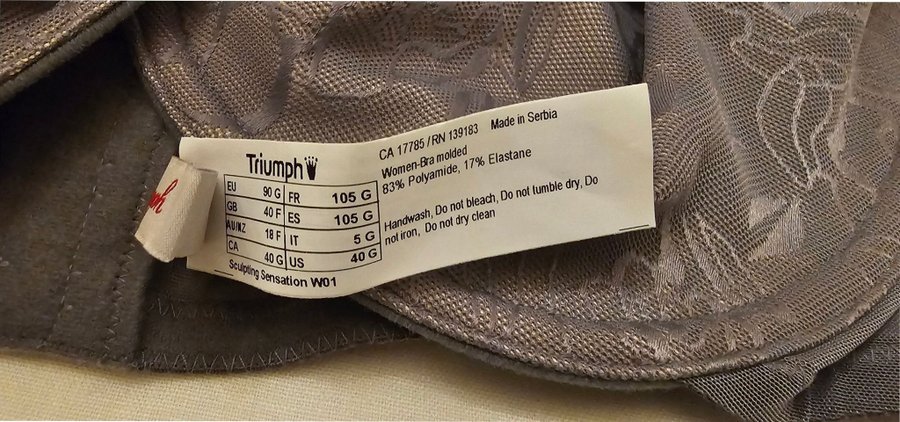 Triumph
EU 90 G FR 105 G
GB 40 F ES 105 G
AU/NZ 18 F IT 5 G
CA 40 G US 40 G
Sculpting Sensation W01
CA 17785 / RN 139183 Made in Serbia
Women-Bra molded
83% Polyamide, 17% Elastane
Handwash, Do not bleach, Do not tumble dry, Do
not iron, Do not dry clean